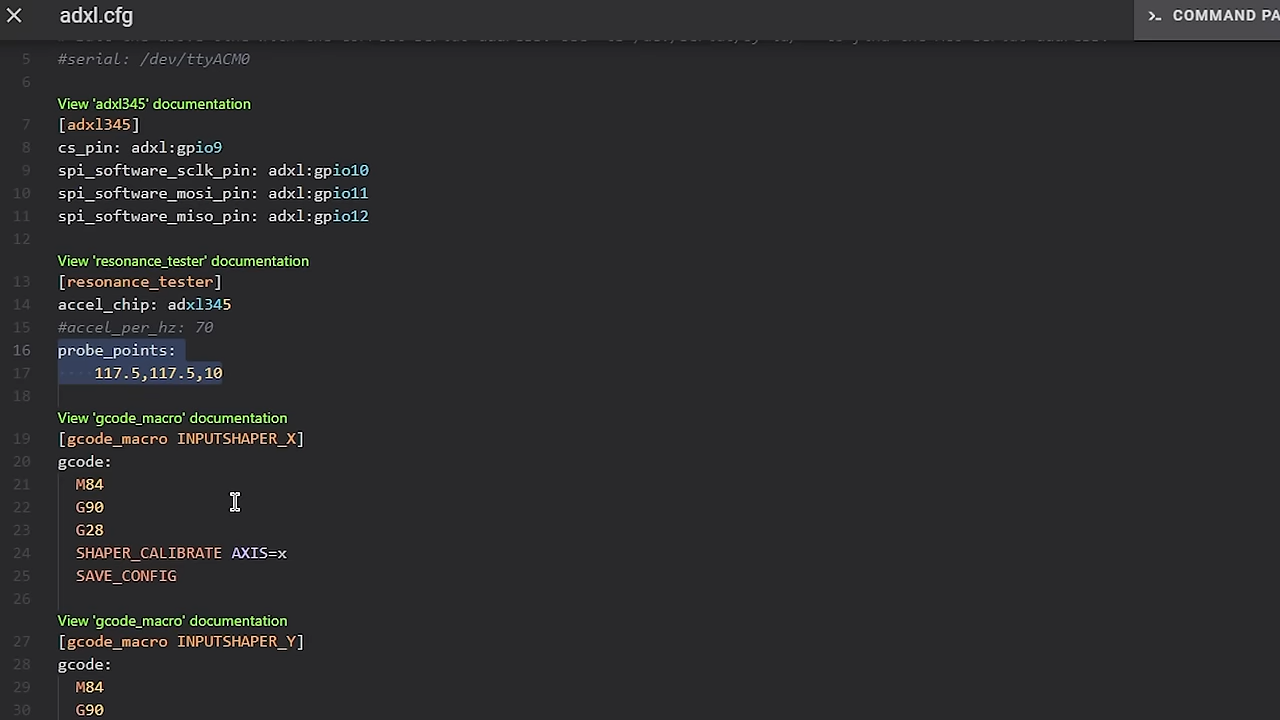 adxl.cfg
COMMAND PA
5 #serial: /dev/ttyACM0
6
View 'adxl345' documentation
7 [adxl345]
8 cs_pin: adxl:gpio9
9 spi_software_sclk_pin: adxl:gpio10
10 spi_software_mosi_pin: adxl:gpio11
11 spi_software_miso_pin: adxl:gpio12
12
View 'resonance_tester' documentation
13 [resonance_tester]
14 accel_chip: adxl345
15 #accel_per_hz: 70
16 probe_points:
17 117.5,117.5,10
18
View 'gcode_macro' documentation
19 [gcode_macro INPUTSHAPER_X]
20 gcode:
21 M84
22 G90
23 G28
24 SHAPER_CALIBRATE AXIS=x
25 SAVE_CONFIG
26
View 'gcode_macro' documentation
27 [gcode_macro INPUTSHAPER_Y]
28 gcode:
29 M84
30 G90